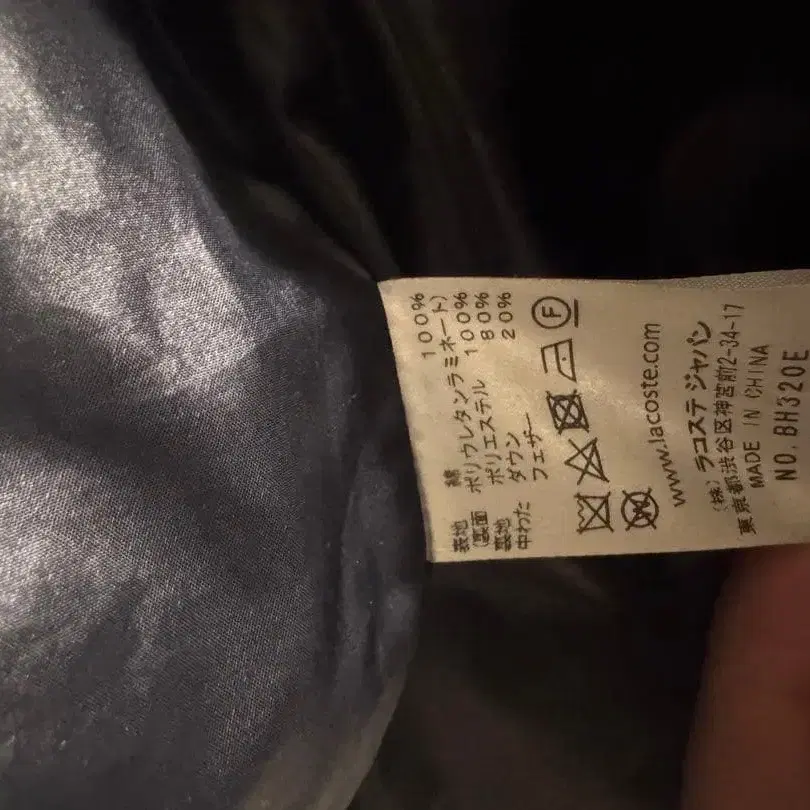 表地 綿 100%
(裏面 ポリウレタンラミネート)
裏地 ポリエステル 100%
中わた ダウン 80%
フェザー 20%
F
W
www.lacoste.com
(株) ラコステ ジャパン
東京都渋谷区神宮前2-34-17
MADE IN CHINA
NO. BH320E